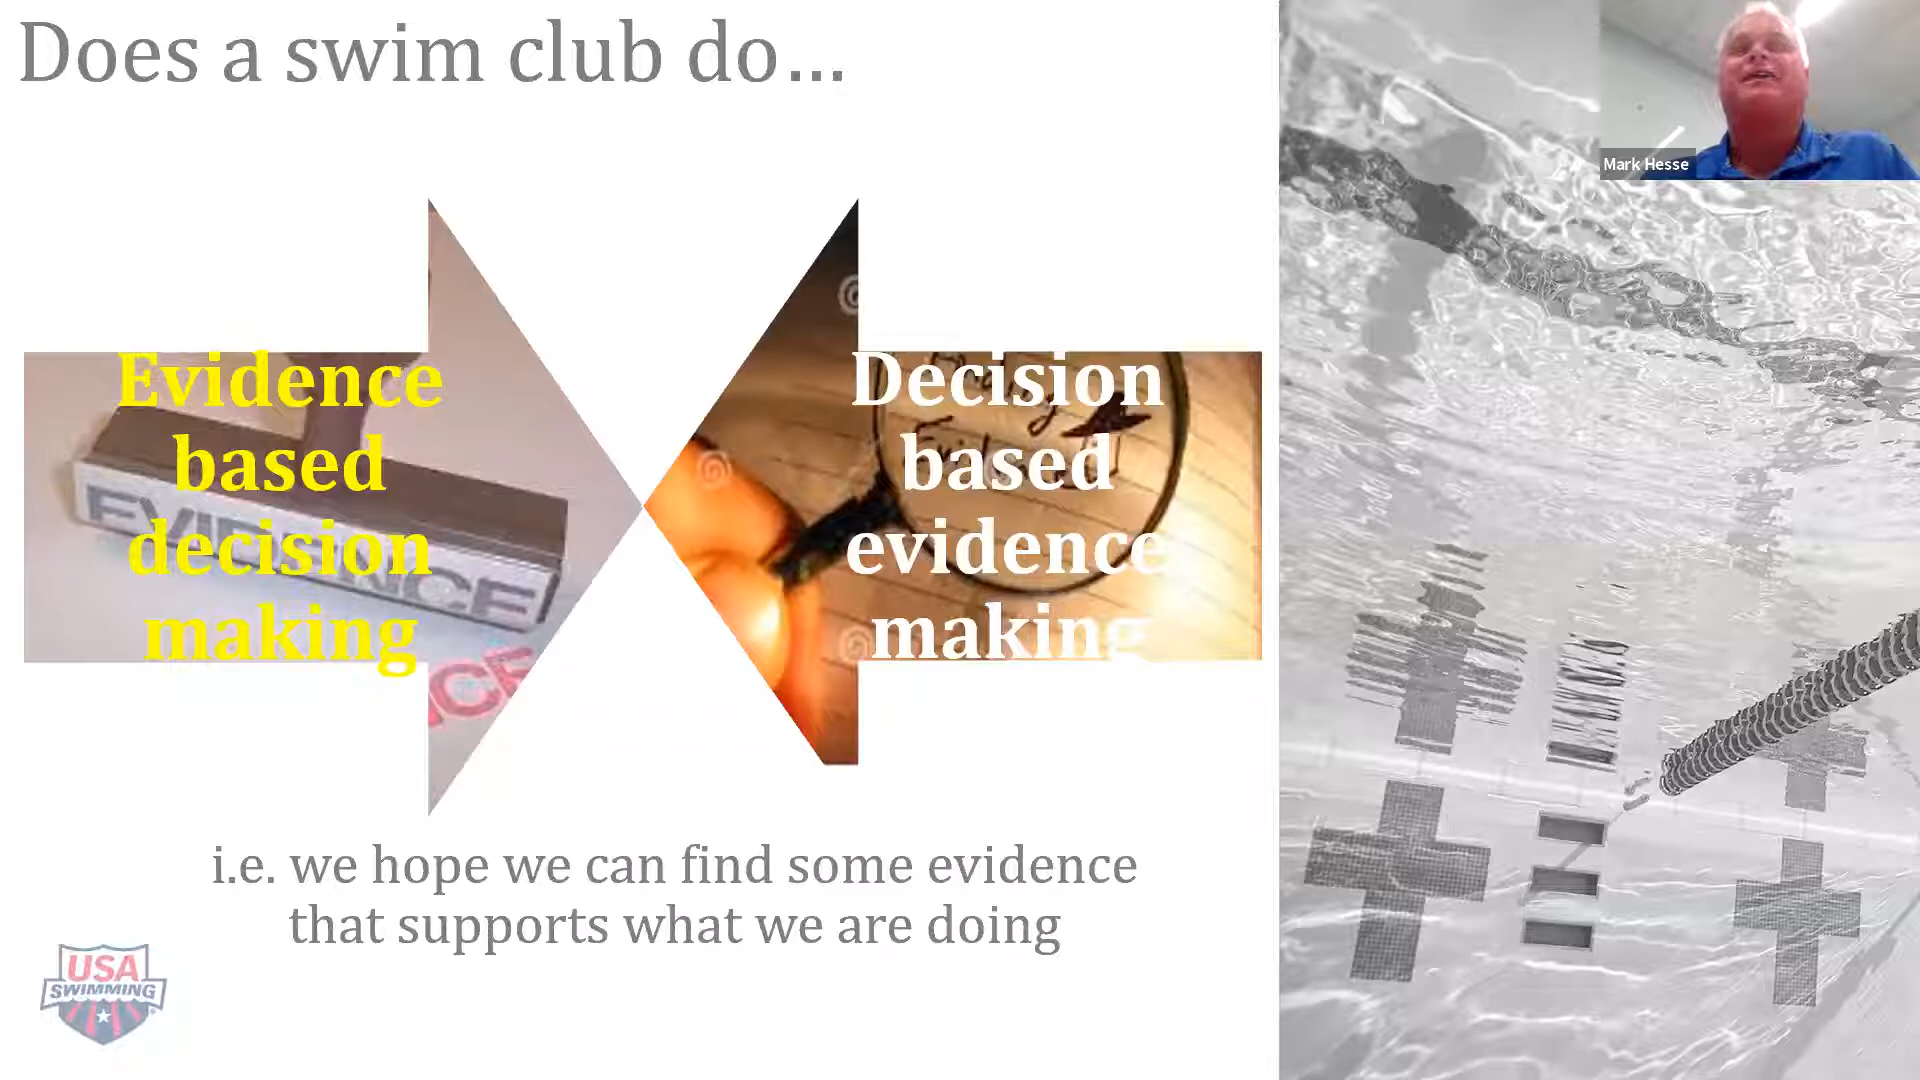 Does a swim club do...
Mark Hesse
Evidence
based
decision
making
EVIDENCE
Decision
based
evidence
making
i.e. we hope we can find some evidence
that supports what we are doing
USA
SWIMMING